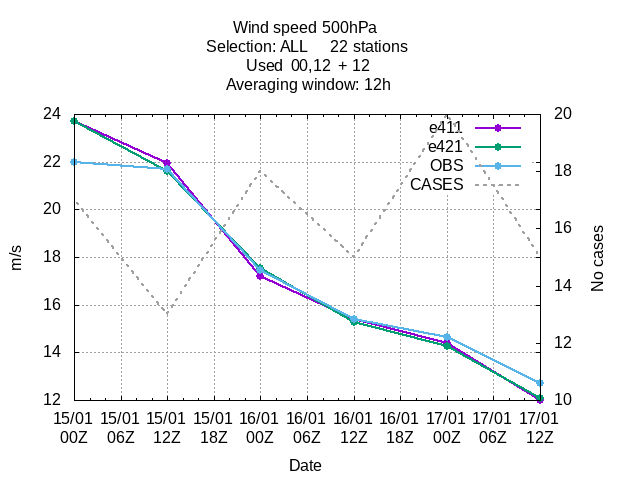 Wind speed 500hPa
Selection: ALL     22 stations
Used  00,12  + 12
Averaging window: 12h
24
22
20
18
16
14
12
20
18
16
14
12
10
e411
e421
OBS
CASES
m/s
No cases
15/01 15/01 15/01 15/01 16/01 16/01 16/01 16/01 17/01 17/01 17/01
00Z 06Z 12Z 18Z 00Z 06Z 12Z 18Z 00Z 06Z 12Z
Date